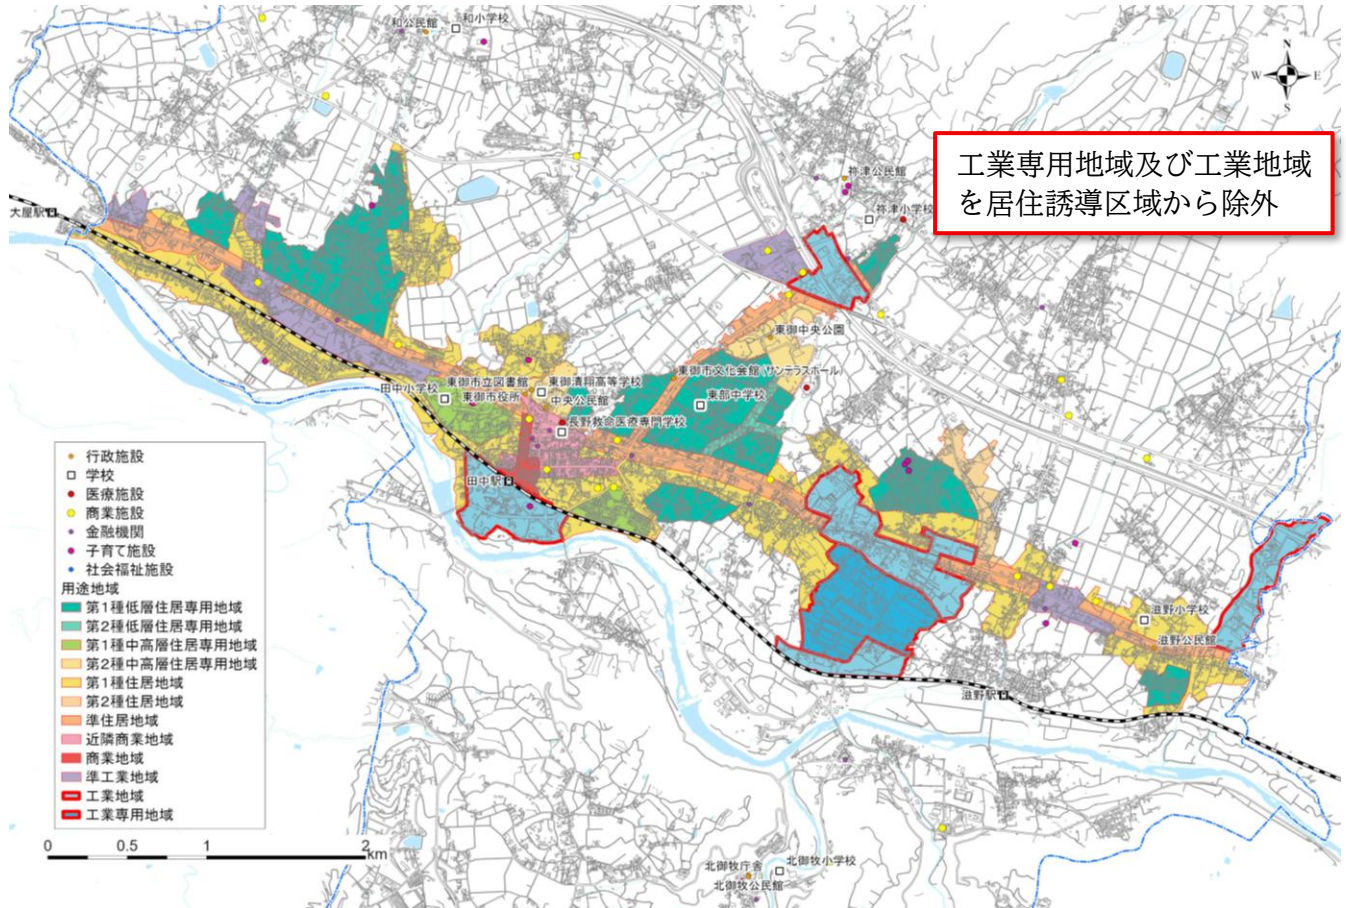 和公民館
和小学校
N
W
E
S
工業専用地域及び工業地域
を居住誘導区域から除外
祢津公民館
祢津小学校
大屋駅
東御中央公園
東御市文化会館(サンテラスホール)
田中小学校
東御市立図書館
東御清翔高等学校
東御市役所
中央公民館
東部中学校
長野救命医療専門学校
田中駅
滋野小学校
滋野公民館
滋野駅
行政施設
学校
医療施設
商業施設
金融機関
子育て施設
社会福祉施設
用途地域
第1種低層住居専用地域
第2種低層住居専用地域
第1種中高層住居専用地域
第2種中高層住居専用地域
第1種住居地域
第2種住居地域
準住居地域
近隣商業地域
商業地域
準工業地域
工業地域
工業専用地域
0 0.5 1 2
km
北御牧庁舎
北御牧小学校
北御牧公民館